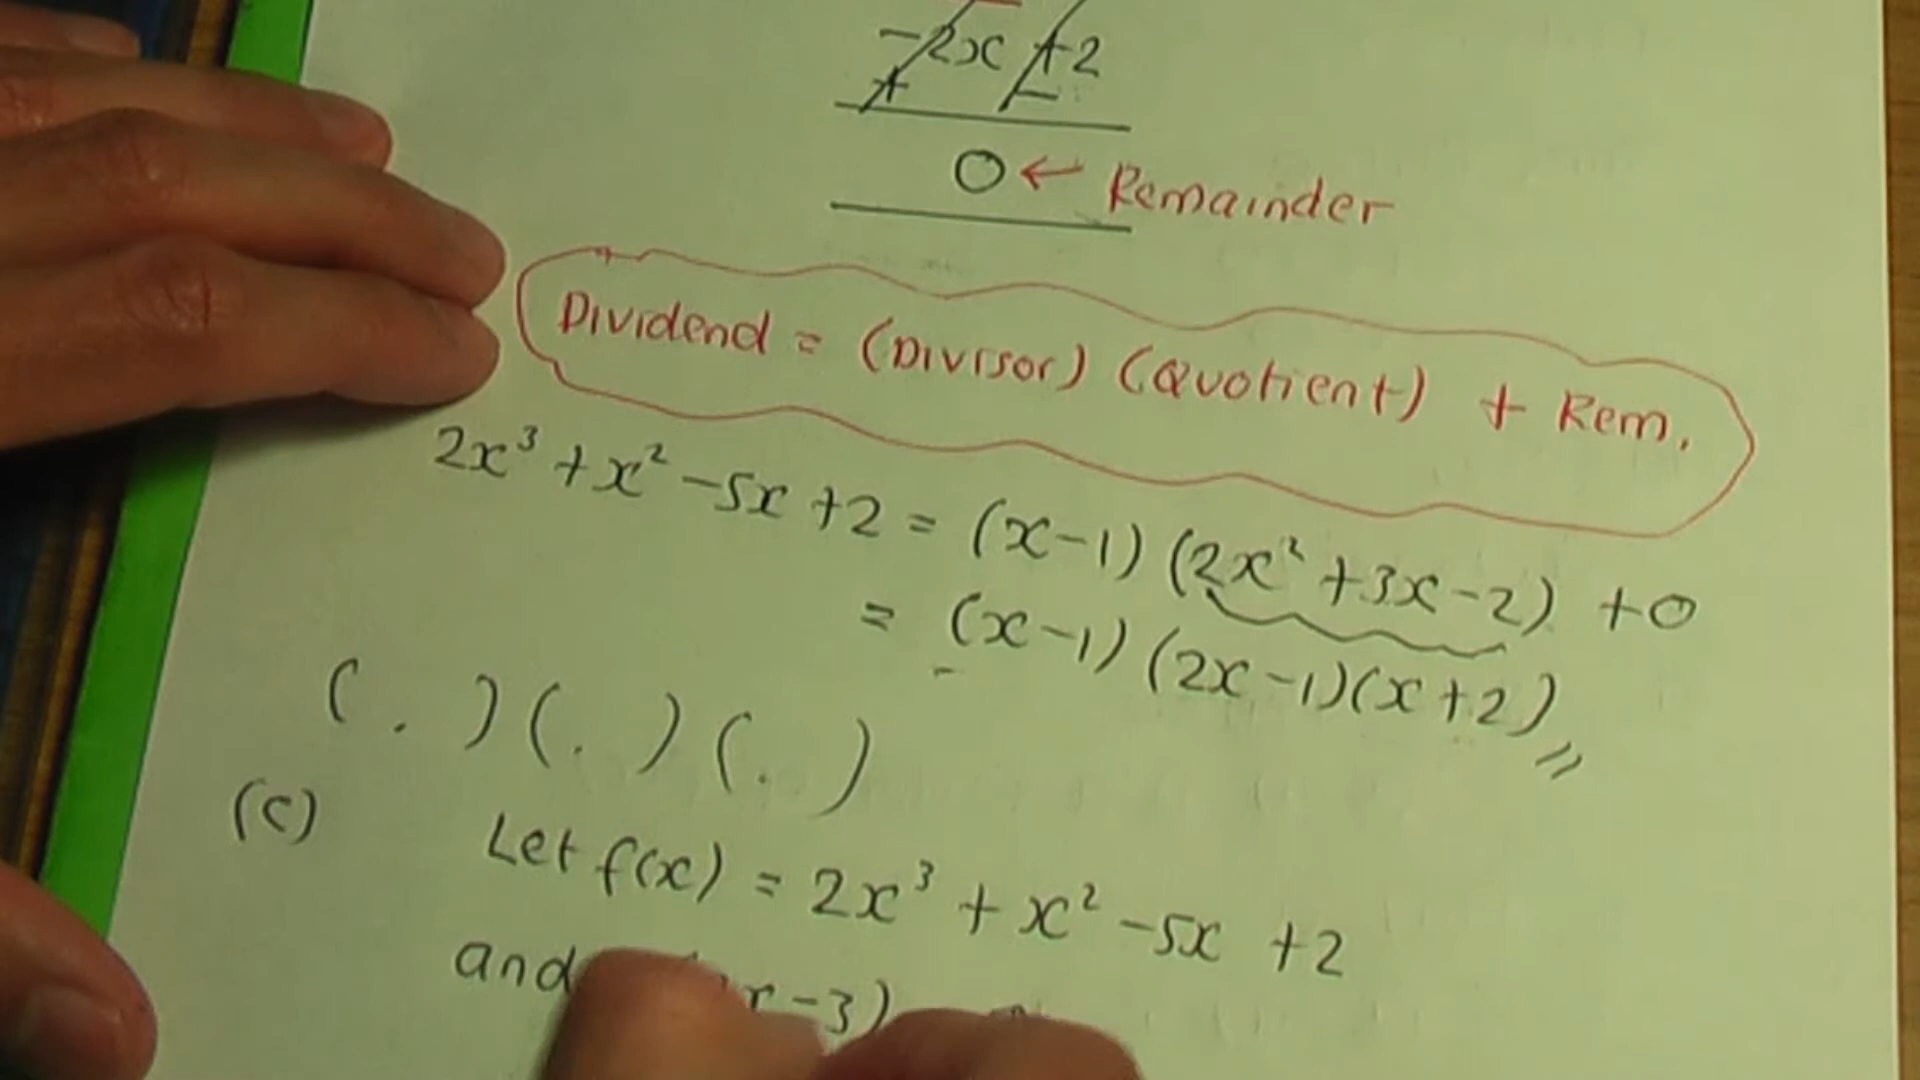 -2x +2
+ -
0 ← Remainder
Dividend = (Divisor) (Quotient) + Rem.
2x³ + x² - 5x + 2 = (x-1) (2x² + 3x - 2) + 0
= (x-1) (2x-1)(x+2)
( . ) ( . ) ( . )
(c) Let f(x) = 2x³ + x² - 5x + 2
and x-3)